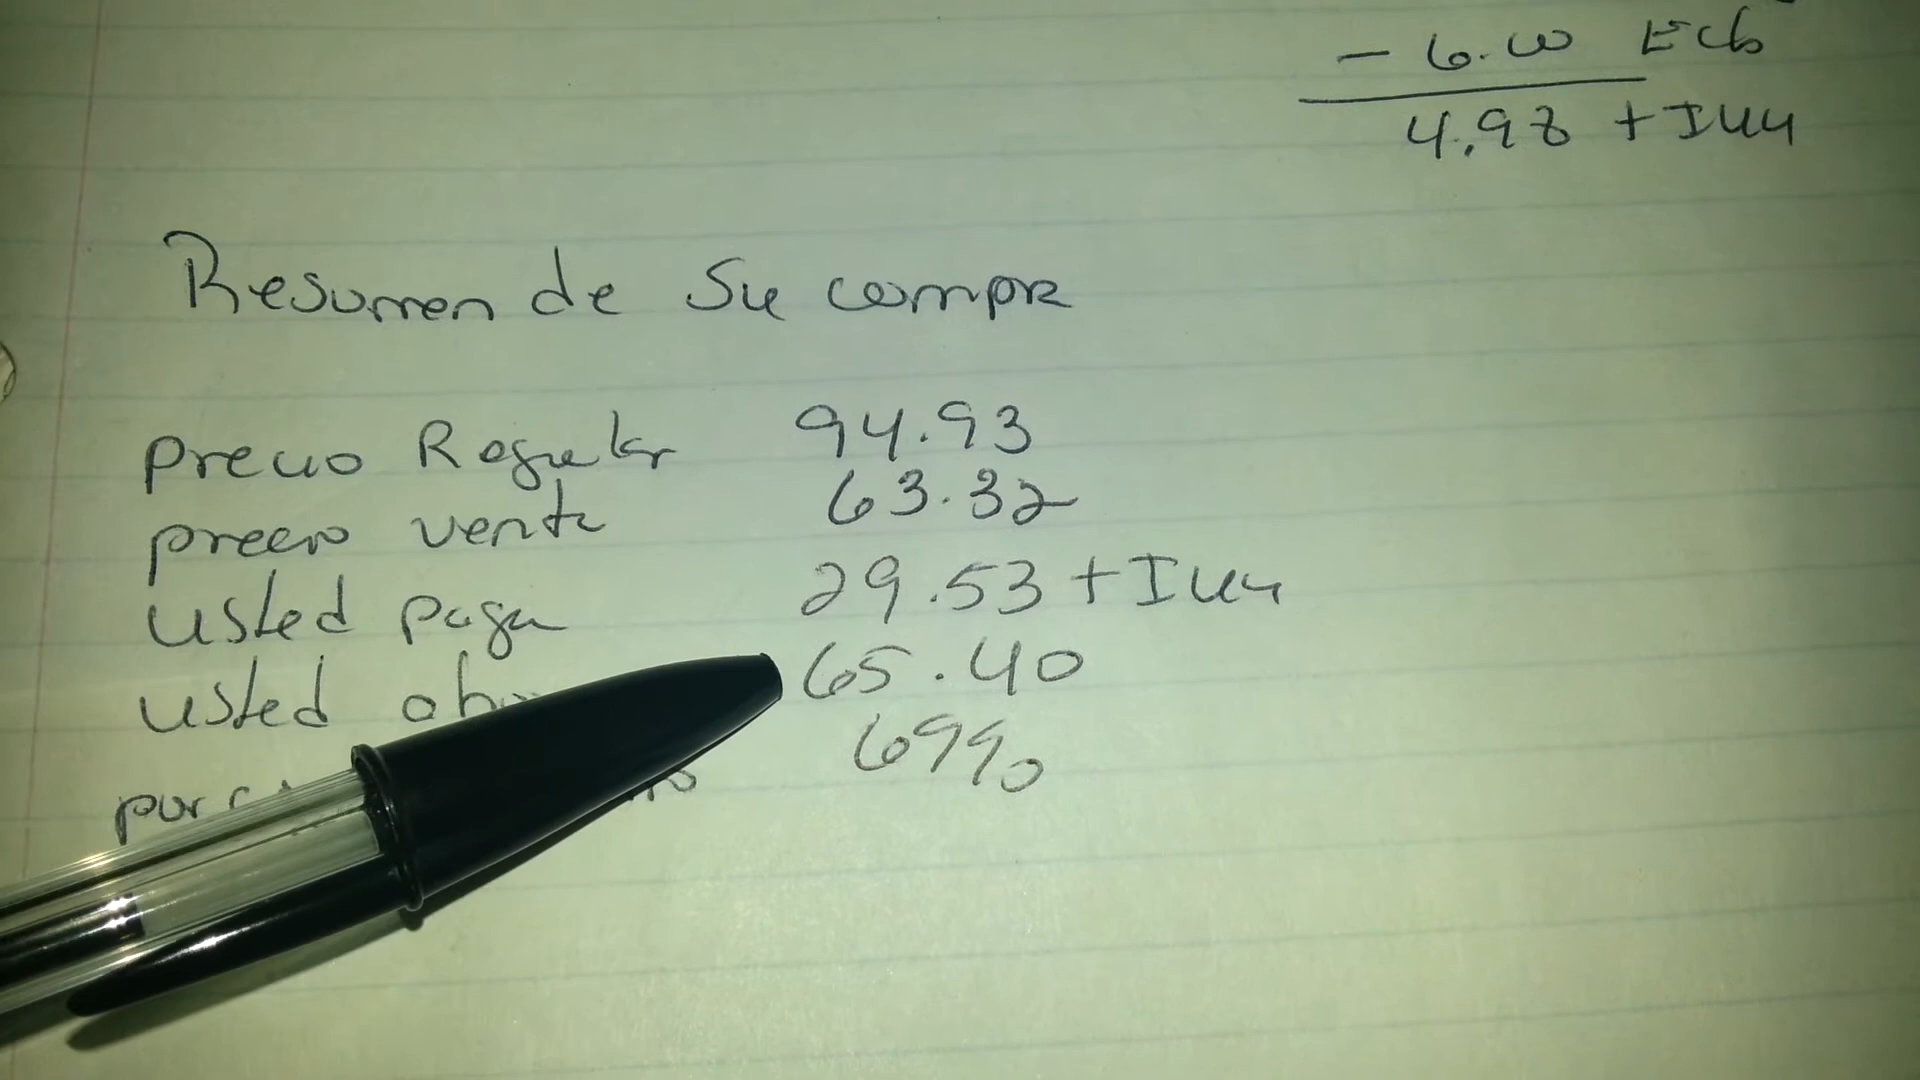 - 6.00 ECB
4.98 + IVU
Resumen de Su compra
precio Regular 94.93
precio venta 63.32
Usted paga 29.53 + IVU
Usted 65.40
69%